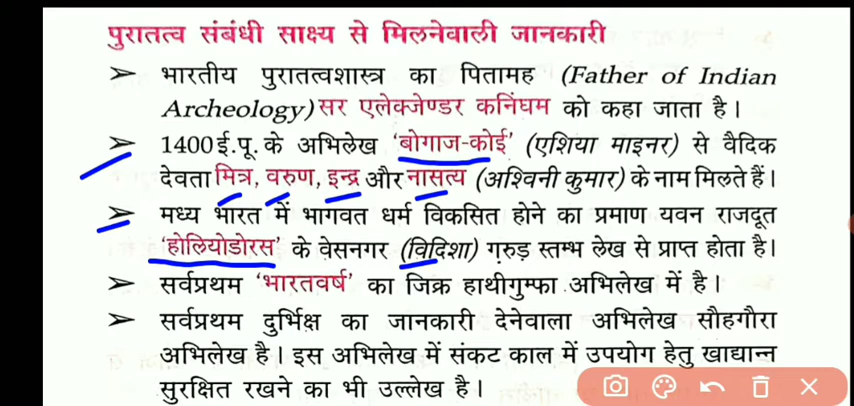 पुरातत्व संबंधी साक्ष्य से मिलनेवाली जानकारी
➢ भारतीय पुरातत्वशास्त्र का पितामह (Father of Indian
Archeology) सर एलेक्जेण्डर कनिंघम को कहा जाता है।
➢ 1400 ई.पू. के अभिलेख 'बोगाज-कोई' (एशिया माइनर) से वैदिक
देवता मित्र, वरुण, इन्द्र और नासत्य (अश्विनी कुमार) के नाम मिलते हैं।
➢ मध्य भारत में भागवत धर्म विकसित होने का प्रमाण यवन राजदूत
'होलियोडोरस' के वेसनगर (विदिशा) गरुड़ स्तम्भ लेख से प्राप्त होता है।
➢ सर्वप्रथम 'भारतवर्ष' का जिक्र हाथीगुम्फा अभिलेख में है।
➢ सर्वप्रथम दुर्भिक्ष का जानकारी देनेवाला अभिलेख सौहगौरा
अभिलेख है। इस अभिलेख में संकट काल में उपयोग हेतु खाद्यान्न
सुरक्षित रखने का भी उल्लेख है।